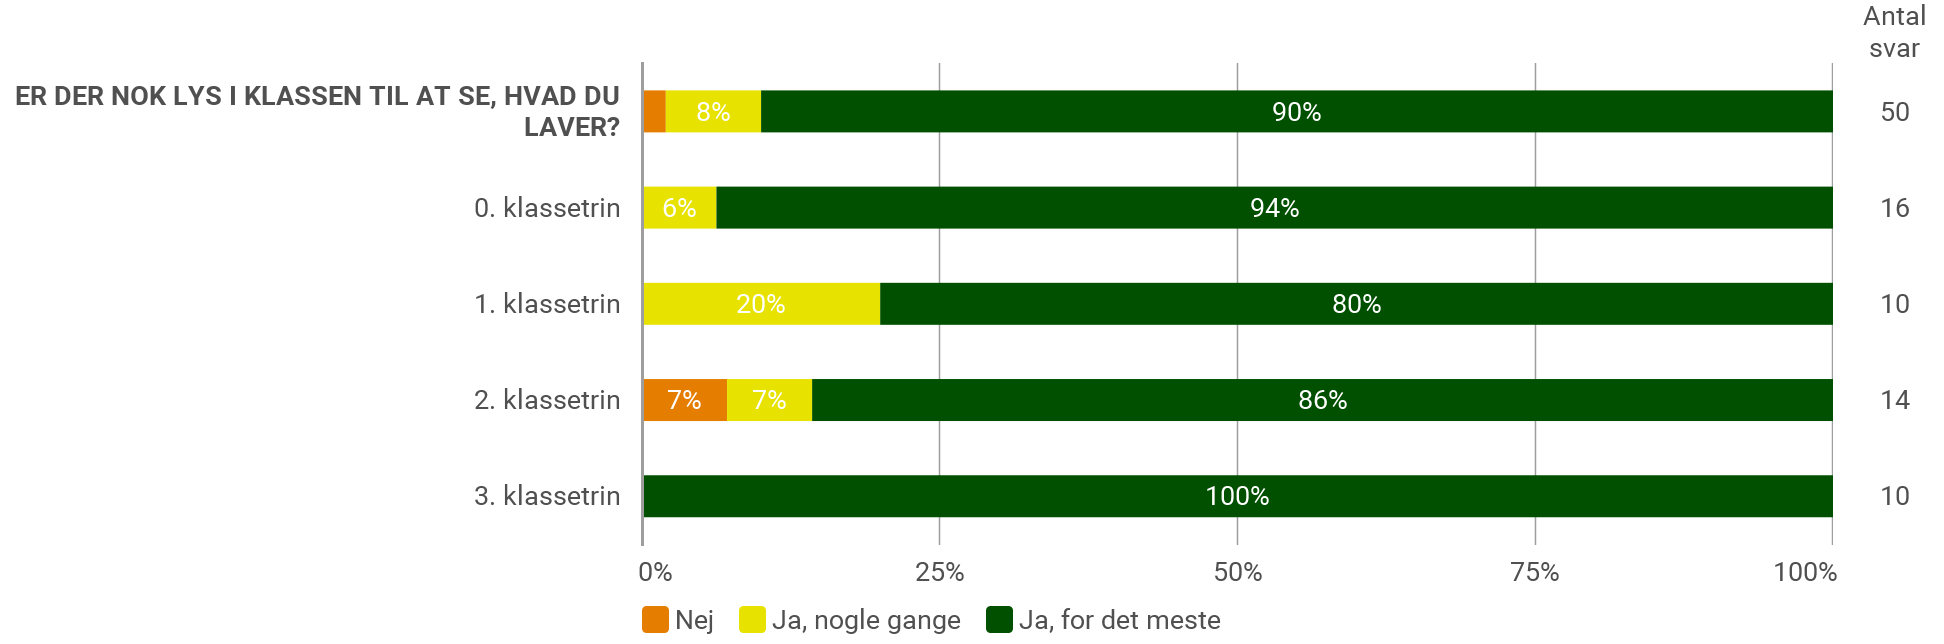 Antal
svar
ER DER NOK LYS I KLASSEN TIL AT SE, HVAD DU
LAVER?
8% 90% 50
0. klassetrin 6% 94% 16
1. klassetrin 20% 80% 10
2. klassetrin 7% 7% 86% 14
3. klassetrin 100% 10
0% 25% 50% 75% 100%
Nej Ja, nogle gange Ja, for det meste